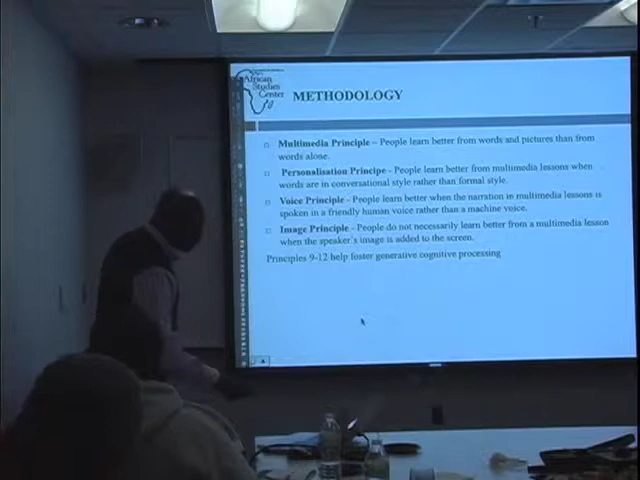 African
Studies
Center
METHODOLOGY
Multimedia Principle – People learn better from words and pictures than from
words alone.
Personalisation Principe - People learn better from multimedia lessons when
words are in conversational style rather than formal style.
Voice Principle - People learn better when the narration in multimedia lessons is
spoken in a friendly human voice rather than a machine voice.
Image Principle – People do not necessarily learn better from a multimedia lesson
when the speaker's image is added to the screen.
Principles 9-12 help foster generative cognitive processing